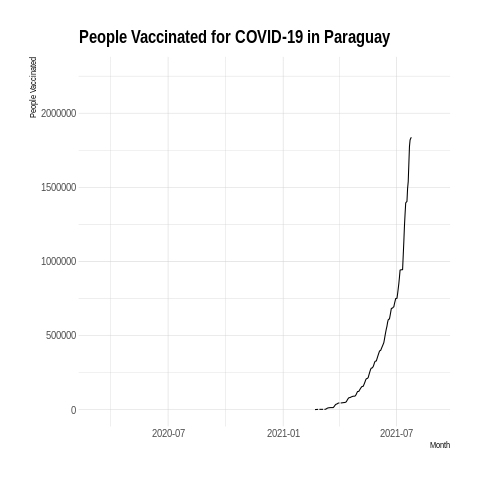 People Vaccinated for COVID-19 in Paraguay
People Vaccinated
2000000
1500000
1000000
500000
0
2020-07 2021-01 2021-07
Month